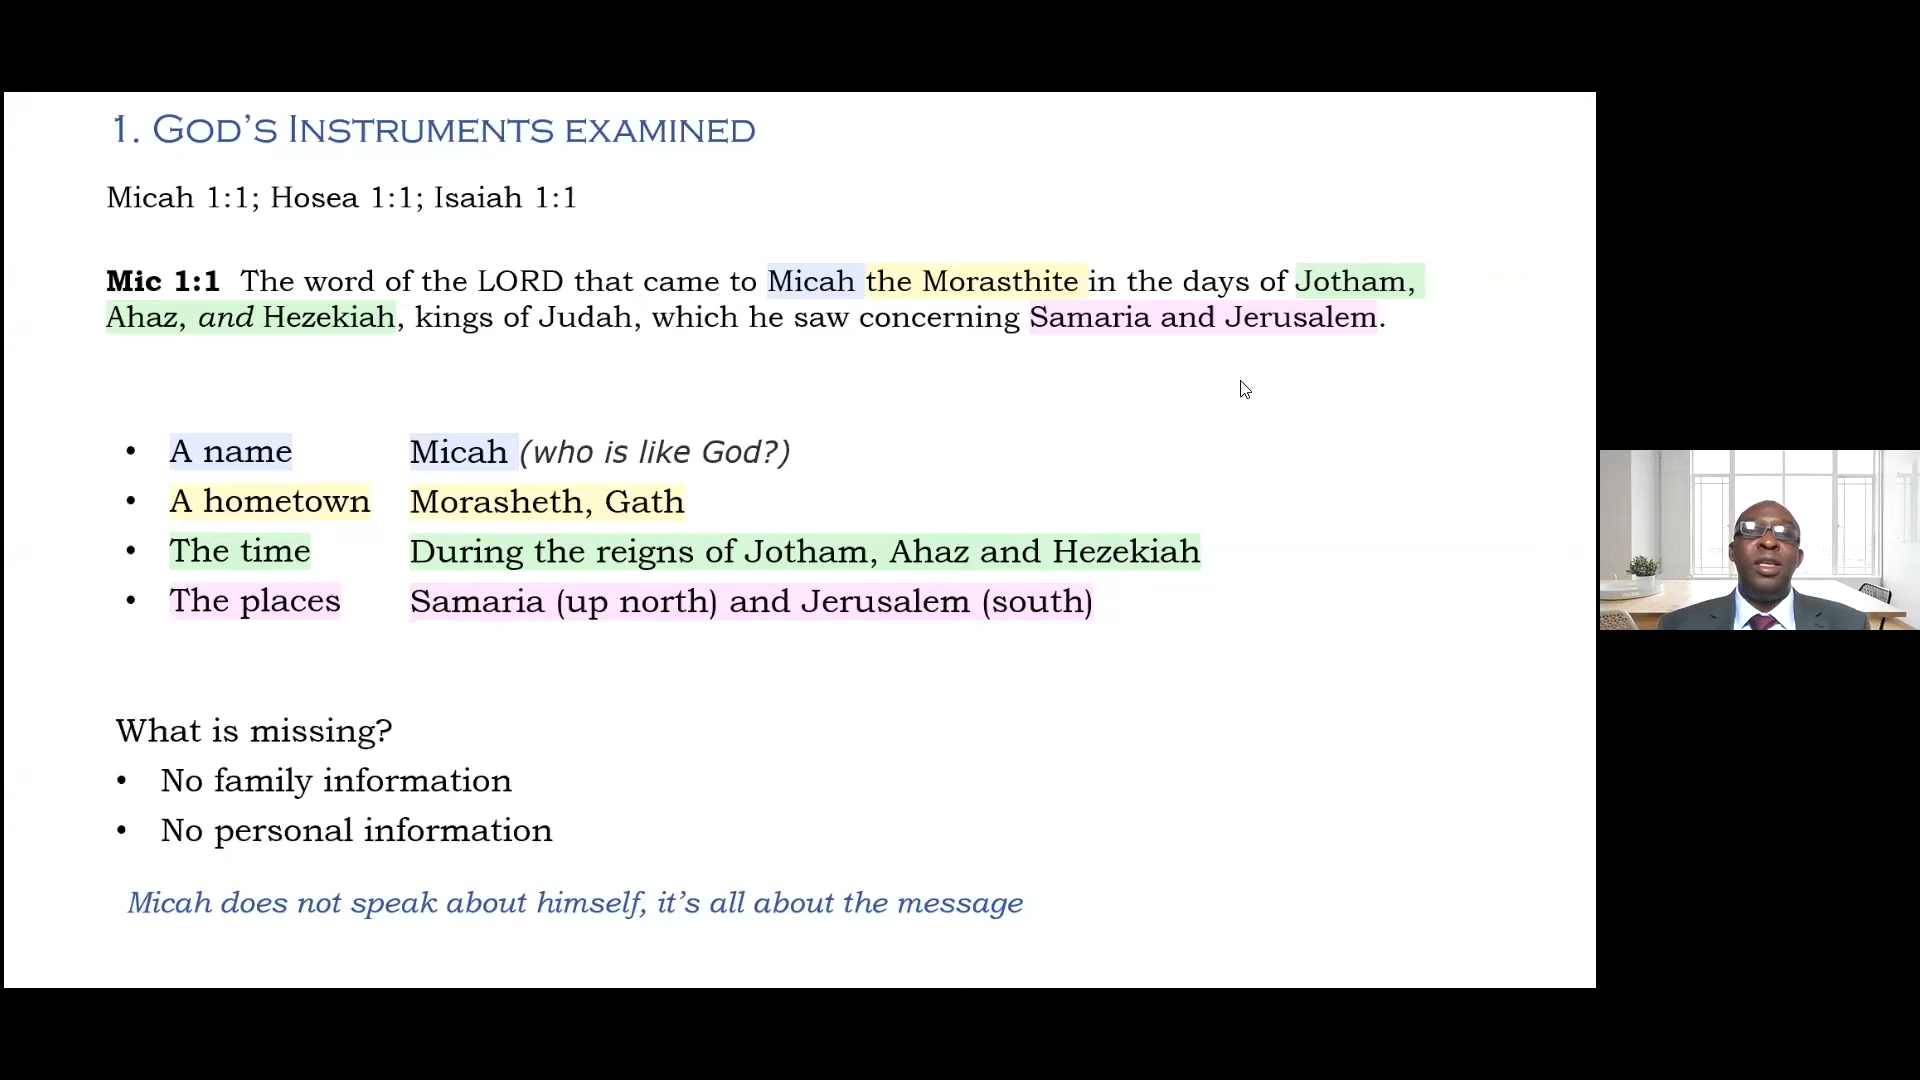 1. God's Instruments examined
Micah 1:1; Hosea 1:1; Isaiah 1:1
Mic 1:1 The word of the LORD that came to Micah the Morasthite in the days of Jotham,
Ahaz, and Hezekiah, kings of Judah, which he saw concerning Samaria and Jerusalem.
• A name Micah (who is like God?)
• A hometown Morasheth, Gath
• The time During the reigns of Jotham, Ahaz and Hezekiah
• The places Samaria (up north) and Jerusalem (south)
What is missing?
• No family information
• No personal information
Micah does not speak about himself, it's all about the message